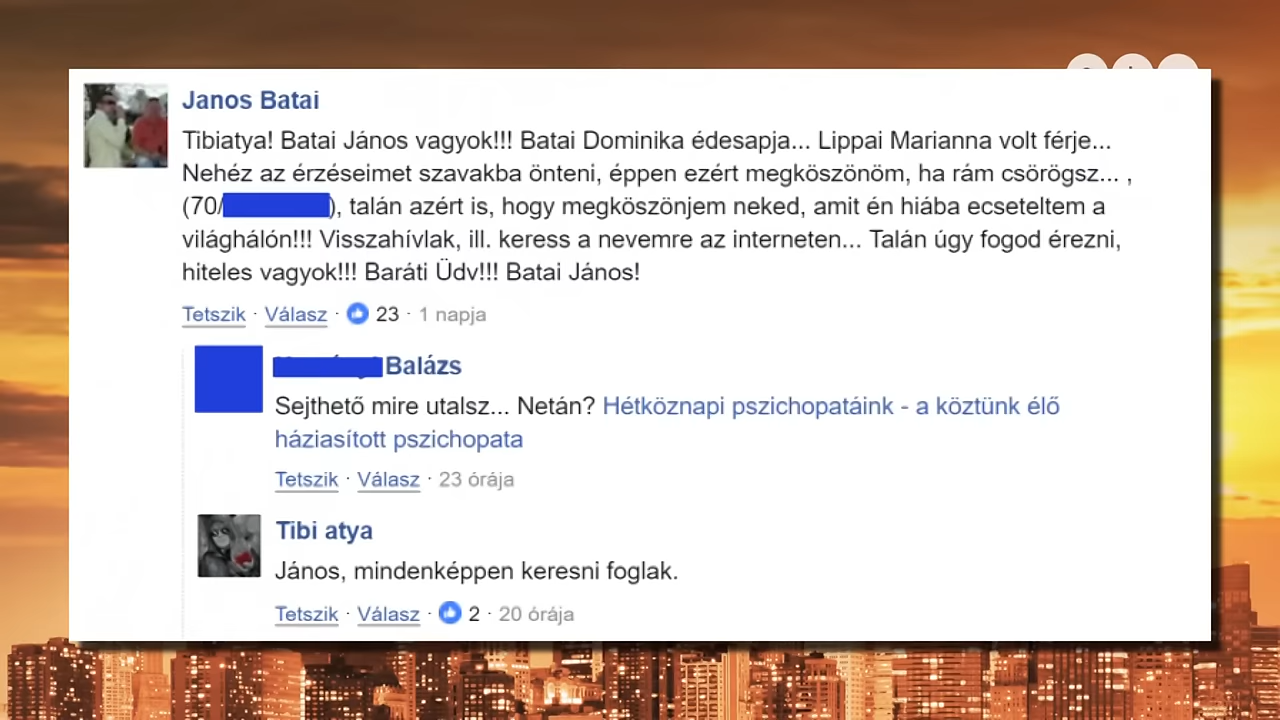 Janos Batai
Tibiatya! Batai János vagyok!!! Batai Dominika édesapja... Lippai Marianna volt férje...
Nehéz az érzéseimet szavakba önteni, éppen ezért megköszönöm, ha rám csörögsz... ,
(70/ ), talán azért is, hogy megköszönjem neked, amit én hiába ecseteltem a
világhálón!!! Visszahívlak, ill. keress a nevemre az interneten... Talán úgy fogod érezni,
hiteles vagyok!!! Baráti Üdv!!! Batai János!
Tetszik · Válasz · 23 · 1 napja
Balázs
Sejthető mire utalsz... Netán? Hétköznapi pszichopatáink - a köztünk élő
háziasított pszichopata
Tetszik · Válasz · 23 órája
Tibi atya
János, mindenképpen keresni foglak.
Tetszik · Válasz · 2 · 20 órája